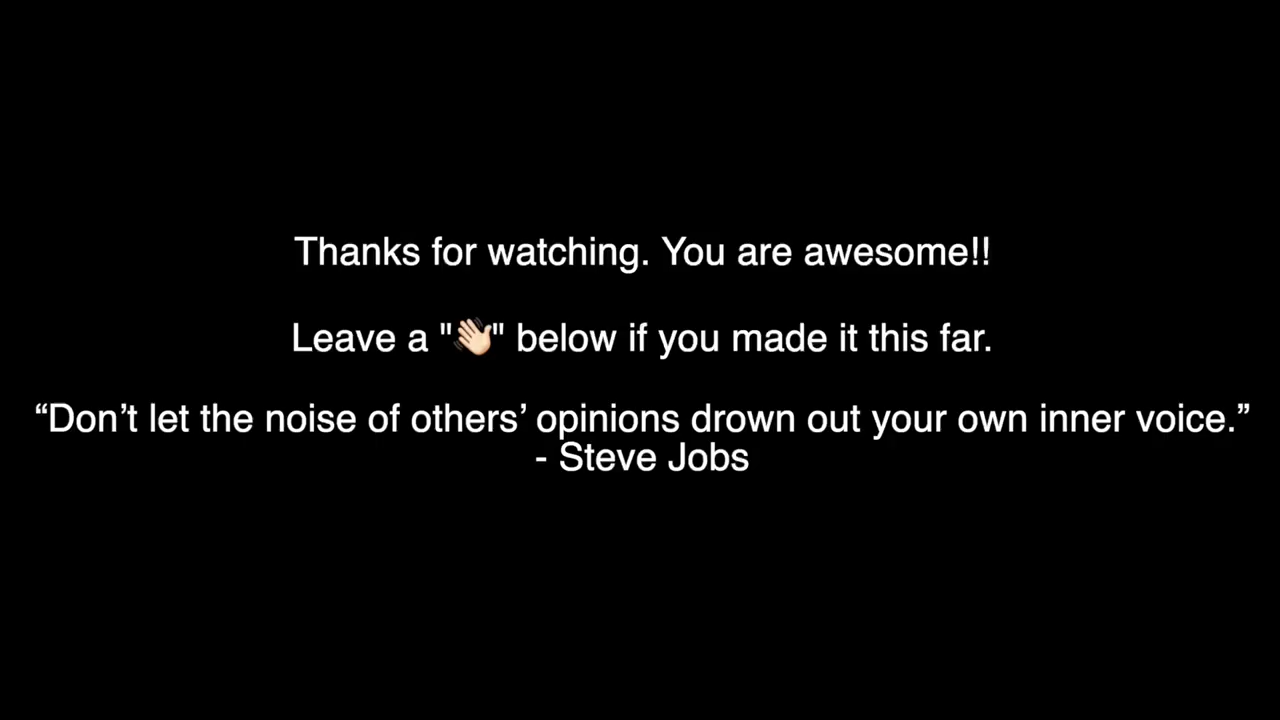 Thanks for watching. You are awesome!!
Leave a "👋🏻" below if you made it this far.
“Don’t let the noise of others’ opinions drown out your own inner voice.”
- Steve Jobs